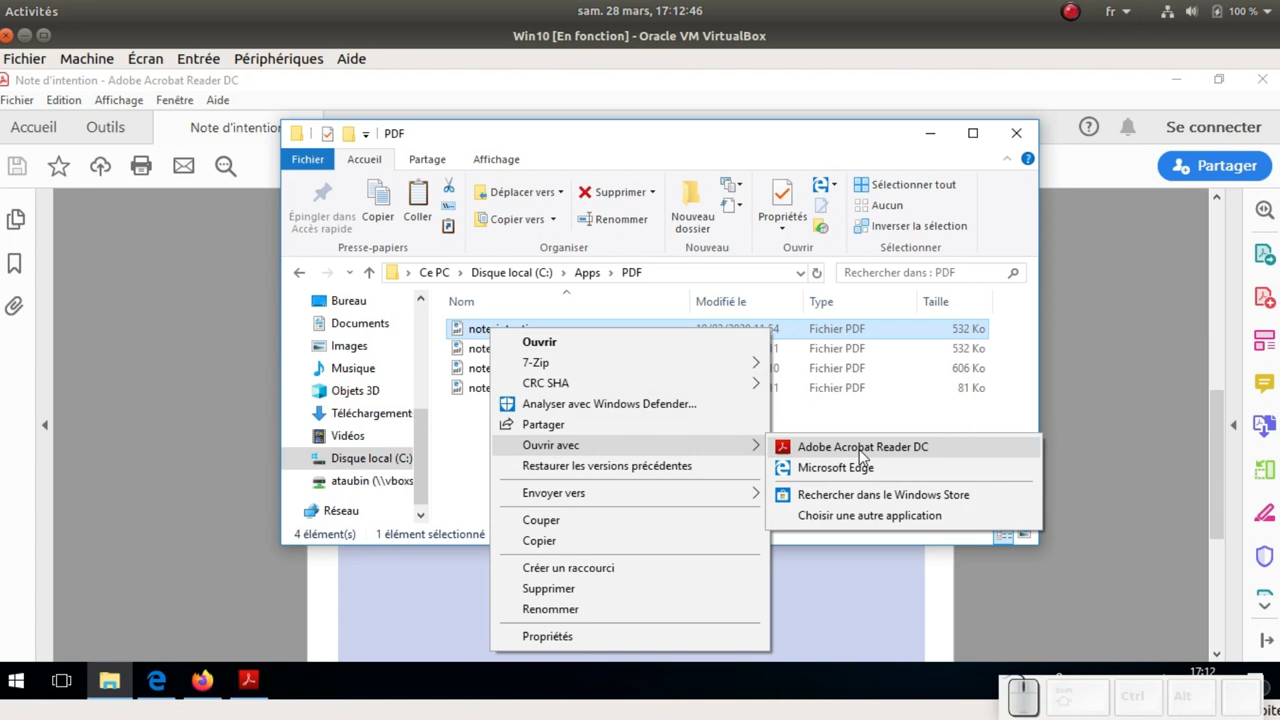 Activités sam. 28 mars, 17:12:46 fr 100 %
Win10 [En fonction] - Oracle VM VirtualBox
Fichier Machine Écran Entrée Périphériques Aide
Note d'intention - Adobe Acrobat Reader DC
Fichier Edition Affichage Fenêtre Aide
Accueil Outils Note d'intention Se connecter
Partager
PDF
Fichier Accueil Partage Affichage
Épingler dans Accès rapide
Copier
Coller
Déplacer vers
Copier vers
Supprimer
Renommer
Nouveau dossier
Propriétés
Sélectionner tout
Aucun
Inverser la sélection
Presse-papiers Organiser Nouveau Ouvrir Sélectionner
Ce PC Disque local (C:) Apps PDF Rechercher dans : PDF
Nom Modifié le Type Taille
Bureau
Documents
Images
Musique
Objets 3D
Téléchargement
Vidéos
Disque local (C:)
ataubin (\\vboxs
Réseau
Fichier PDF 532 Ko
note Fichier PDF 532 Ko
note Fichier PDF 606 Ko
note Fichier PDF 81 Ko
4 élément(s) 1 élément sélectionné
Ouvrir
7-Zip
CRC SHA
Analyser avec Windows Defender...
Partager
Ouvrir avec
Restaurer les versions précédentes
Envoyer vers
Couper
Copier
Créer un raccourci
Supprimer
Renommer
Propriétés
Adobe Acrobat Reader DC
Microsoft Edge
Rechercher dans le Windows Store
Choisir une autre application
17:12
Shift Ctrl Alt